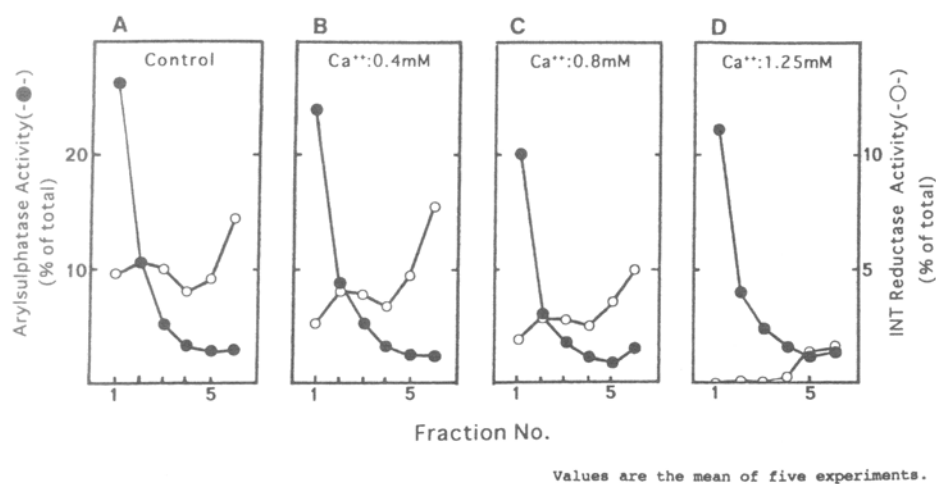 A
B
C
D
Control
Ca⁺⁺:0.4mM
Ca⁺⁺:0.8mM
Ca⁺⁺:1.25mM
Arylsulphatase Activity(-●-)
(% of total)
20
10
INT Reductase Activity(-○-)
(% of total)
10
5
1 5
1 5
1 5
1 5
Fraction No.
Values are the mean of five experiments.